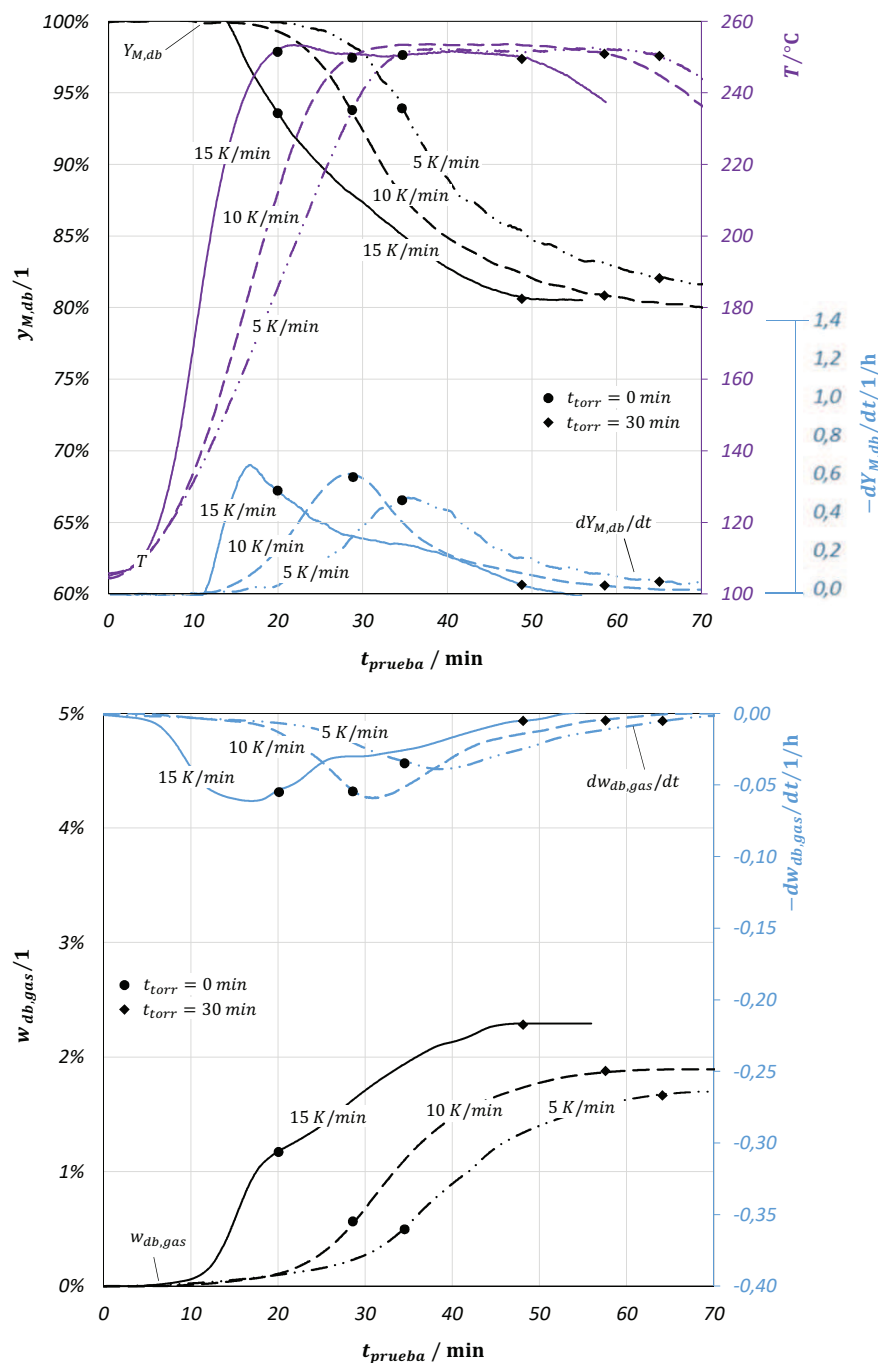 100%
95%
90%
85%
80%
75%
70%
65%
60%
y_{M,db}/1
260
240
220
200
180
160
140
120
100
T/°C
1,4
1,2
1,0
0,8
0,6
0,4
0,2
0,0
−dY_{M,db}/dt/1/h
Y_{M,db}
15 K/min
5 K/min
10 K/min
10 K/min
15 K/min
5 K/min
t_{torr} = 0 min
t_{torr} = 30 min
15 K/min
dY_{M,db}/dt
10 K/min
5 K/min
T
0 10 20 30 40 50 60 70
t_{prueba} / min
5%
4%
3%
2%
1%
0%
w_{db,gas}/1
0,00
-0,05
-0,10
-0,15
-0,20
-0,25
-0,30
-0,35
-0,40
−dw_{db,gas}/dt/1/h
5 K/min
10 K/min
15 K/min
dw_{db,gas}/dt
t_{torr} = 0 min
t_{torr} = 30 min
15 K/min
10 K/min
5 K/min
w_{db,gas}
0 10 20 30 40 50 60 70
t_{prueba} / min